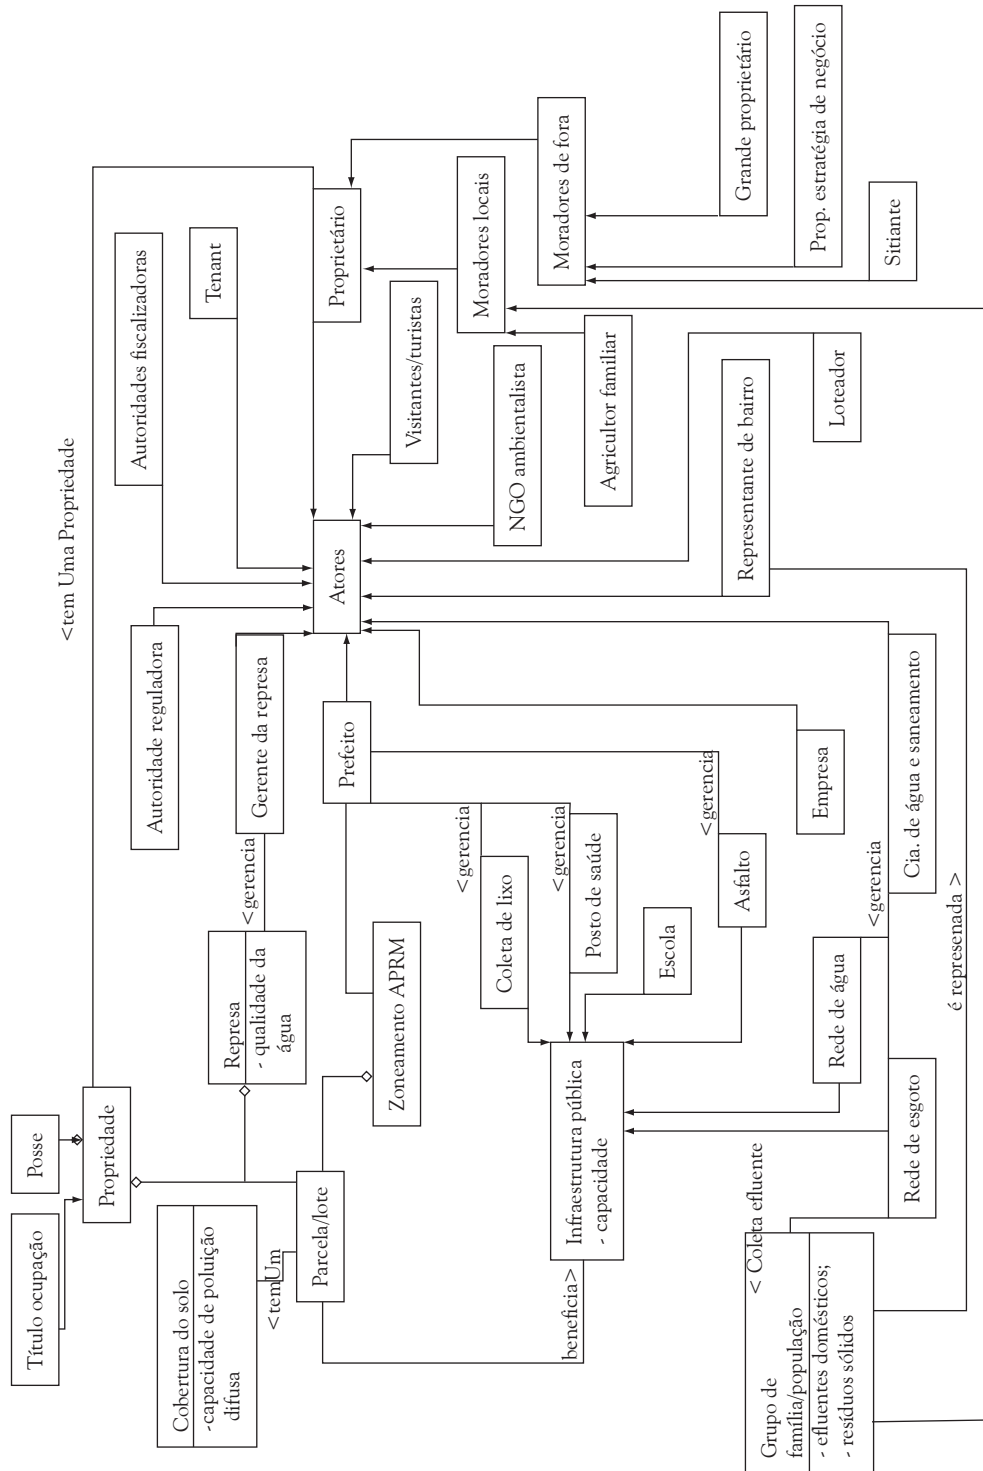 Título ocupação
Posse
Propriedade
<tem Uma Propriedade
Cobertura do solo
-capacidade de poluição
difusa
<temUm
Parcela/lote
Represa
- qualidade da
água
<gerencia
Gerente da represa
Autoridade reguladora
Autoridades fiscalizadoras
Tenant
Proprietário
Atores
Prefeito
Zoneamento APRM
Visitantes/turistas
Moradores locais
Moradores de fora
NGO ambientalista
Agricultor familiar
Grande proprietário
Prop. estratégia de negócio
Sitiante
Loteador
Representante de bairro
<gerencia
Coleta de lixo
<gerencia
Posto de saúde
Escola
<gerencia
Asfalto
Empresa
beneficia>
Infraestrutura pública
- capacidade
Rede de água
Rede de esgoto
<gerencia
Cia. de água e saneamento
< Coleta efluente
Grupo de
família/população
- efluentes domésticos;
- resíduos sólidos
é represenada >